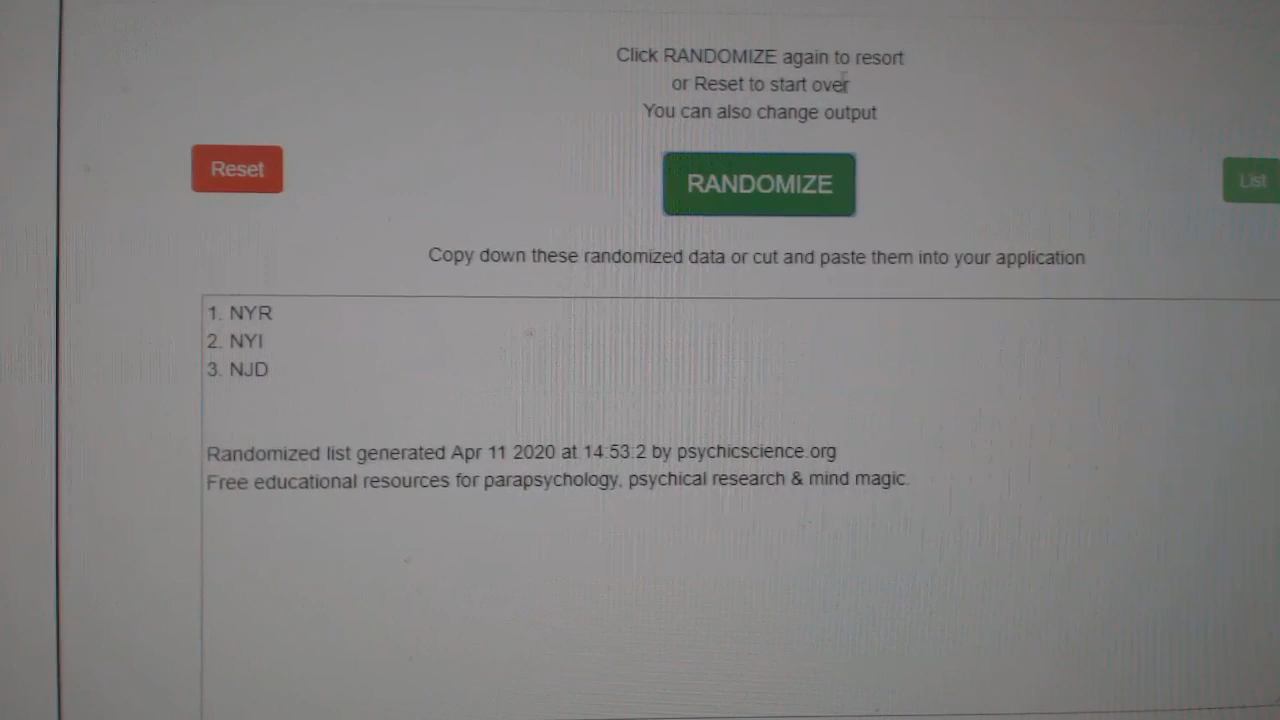 Click RANDOMIZE again to resort
or Reset to start over
You can also change output
Reset
RANDOMIZE
List
Copy down these randomized data or cut and paste them into your application
1. NYR
2. NYI
3. NJD
Randomized list generated Apr 11 2020 at 14:53:2 by psychicscience.org
Free educational resources for parapsychology, psychical research & mind magic.